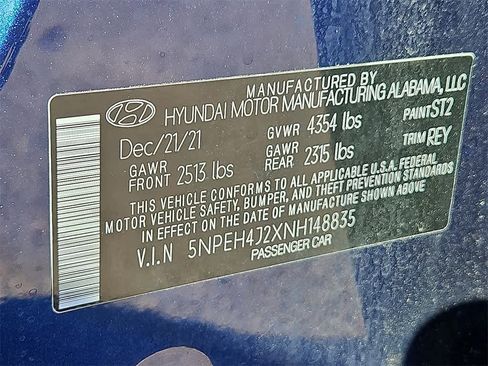 MANUFACTURED BY
HYUNDAI MOTOR MANUFACTURING ALABAMA, LLC
Dec/21/21 GVWR 4354 lbs PAINT ST2
GAWR FRONT 2513 lbs GAWR REAR 2315 lbs TRIM REY
THIS VEHICLE CONFORMS TO ALL APPLICABLE U.S.A. FEDERAL
MOTOR VEHICLE SAFETY, BUMPER, AND THEFT PREVENTION STANDARDS
IN EFFECT ON THE DATE OF MANUFACTURE SHOWN ABOVE.
V.I.N 5NPEH4J2XNH148835
PASSENGER CAR